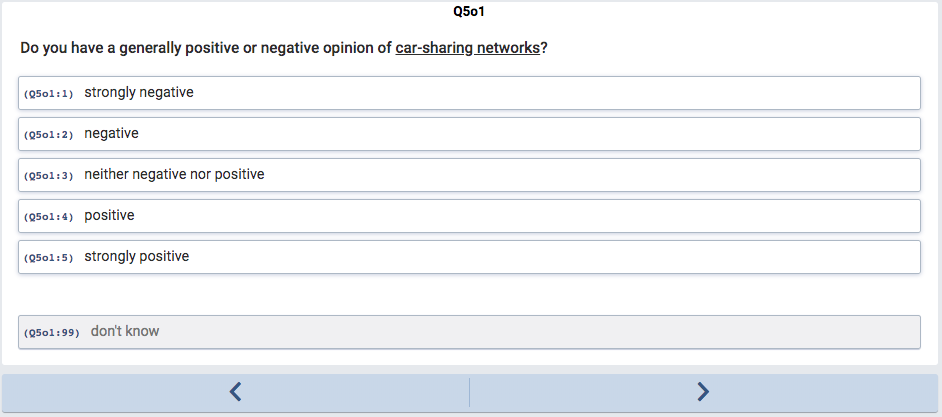 Q5o1
Do you have a generally positive or negative opinion of car-sharing networks?
(Q5o1:1) strongly negative
(Q5o1:2) negative
(Q5o1:3) neither negative nor positive
(Q5o1:4) positive
(Q5o1:5) strongly positive
(Q5o1:99) don't know